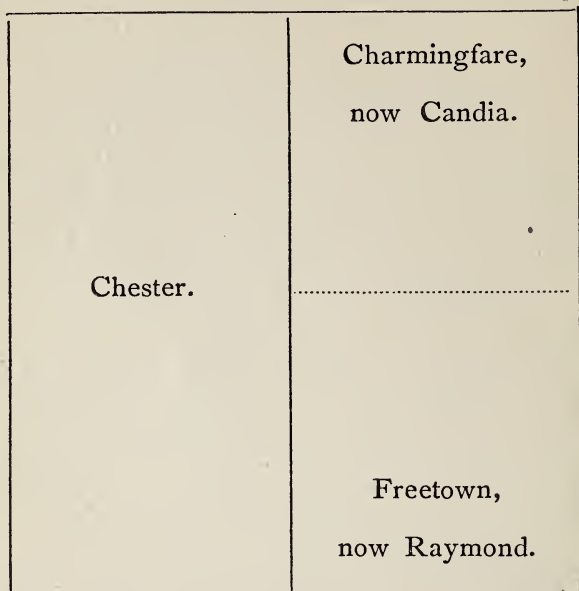 Charmingfare,
now Candia.
Chester.
Freetown,
now Raymond.